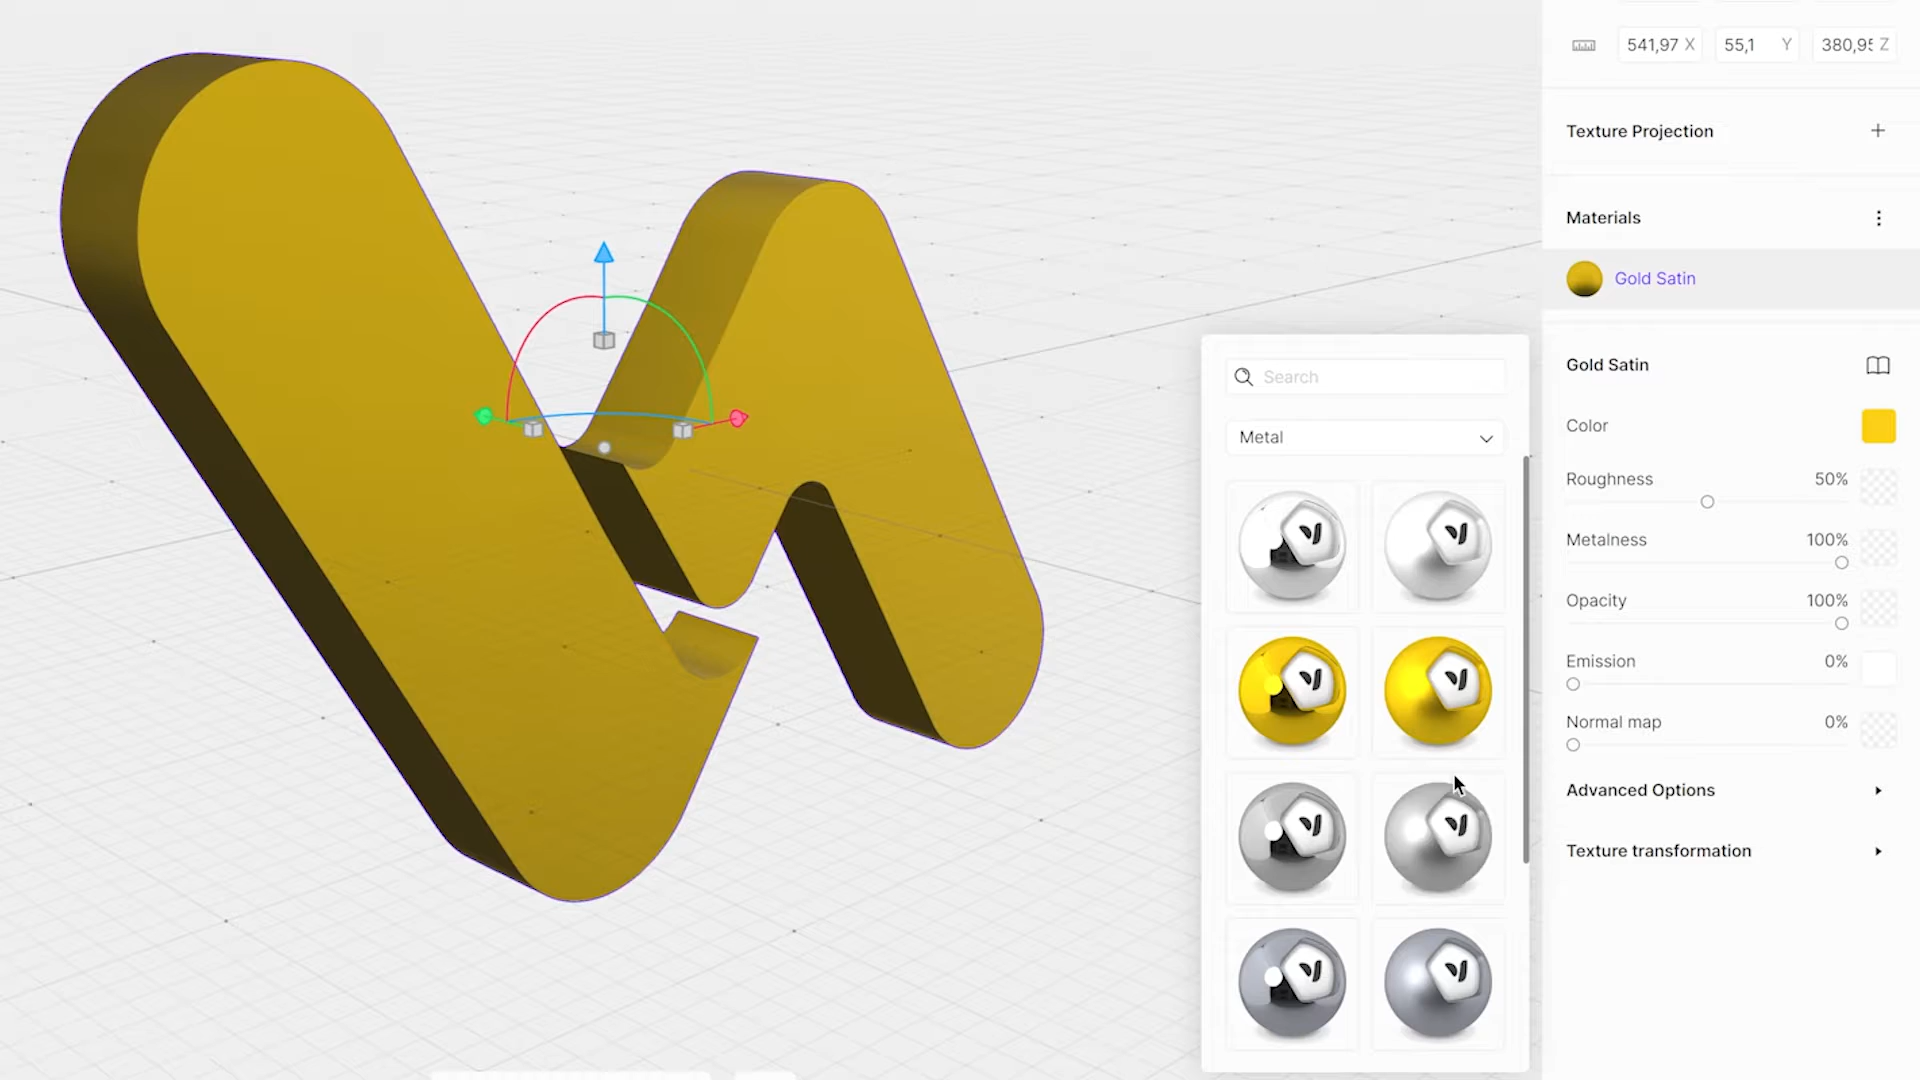 541,97 X 55,1 Y 380,95 Z
Texture Projection
Materials
Gold Satin
Search
Gold Satin
Color
Metal
Roughness 50%
Metalness 100%
Opacity 100%
Emission 0%
Normal map 0%
Advanced Options
Texture transformation